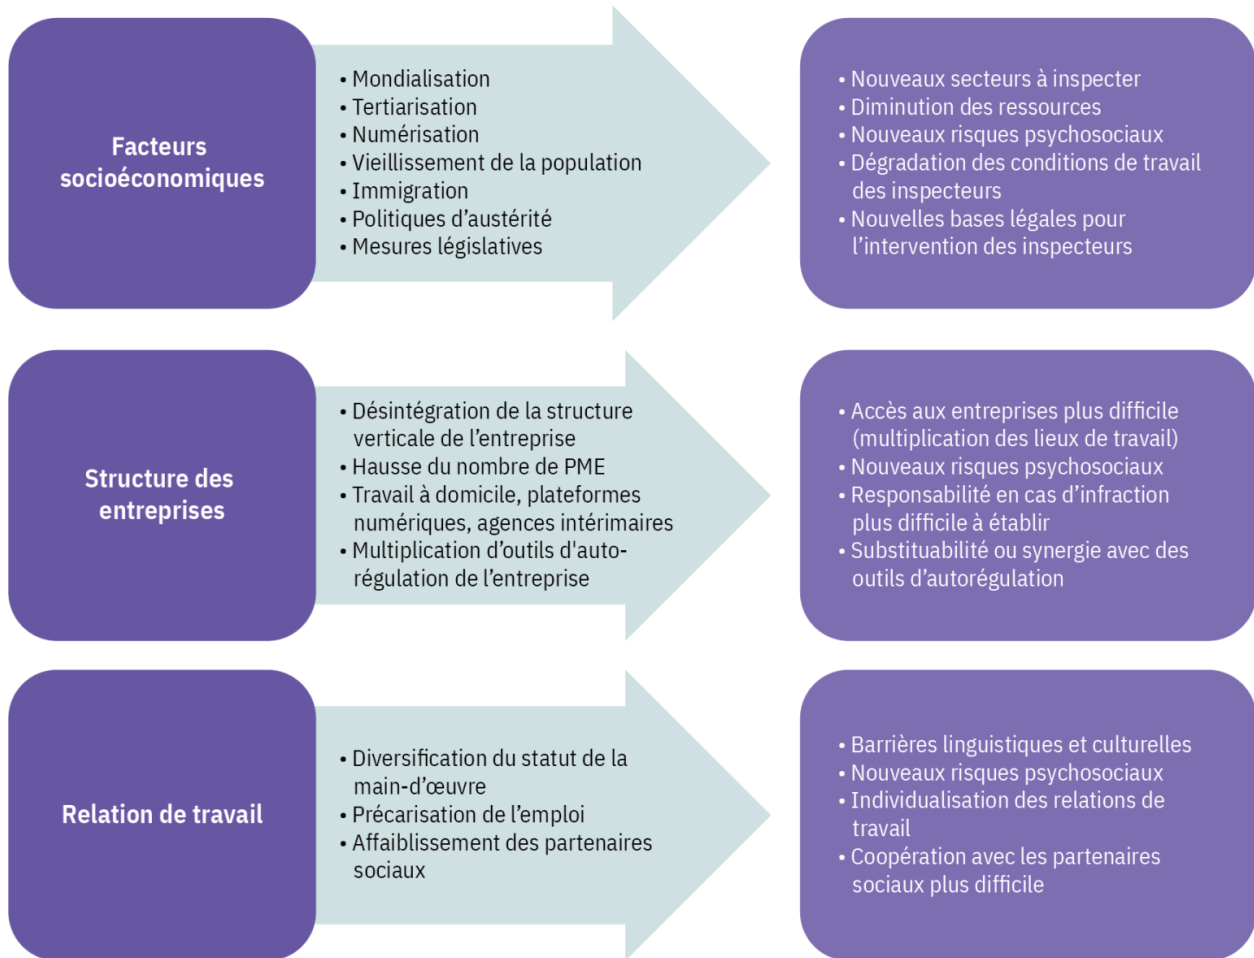 Facteurs
socioéconomiques
• Mondialisation
• Tertiarisation
• Numérisation
• Vieillissement de la population
• Immigration
• Politiques d’austérité
• Mesures législatives
• Nouveaux secteurs à inspecter
• Diminution des ressources
• Nouveaux risques psychosociaux
• Dégradation des conditions de travail
des inspecteurs
• Nouvelles bases légales pour
l’intervention des inspecteurs
Structure des
entreprises
• Désintégration de la structure
verticale de l’entreprise
• Hausse du nombre de PME
• Travail à domicile, plateformes
numériques, agences intérimaires
• Multiplication d’outils d'auto-
régulation de l’entreprise
• Accès aux entreprises plus difficile
(multiplication des lieux de travail)
• Nouveaux risques psychosociaux
• Responsabilité en cas d’infraction
plus difficile à établir
• Substituabilité ou synergie avec des
outils d’autorégulation
Relation de travail
• Diversification du statut de la
main-d’œuvre
• Précarisation de l’emploi
• Affaiblissement des partenaires
sociaux
• Barrières linguistiques et culturelles
• Nouveaux risques psychosociaux
• Individualisation des relations de
travail
• Coopération avec les partenaires
sociaux plus difficile